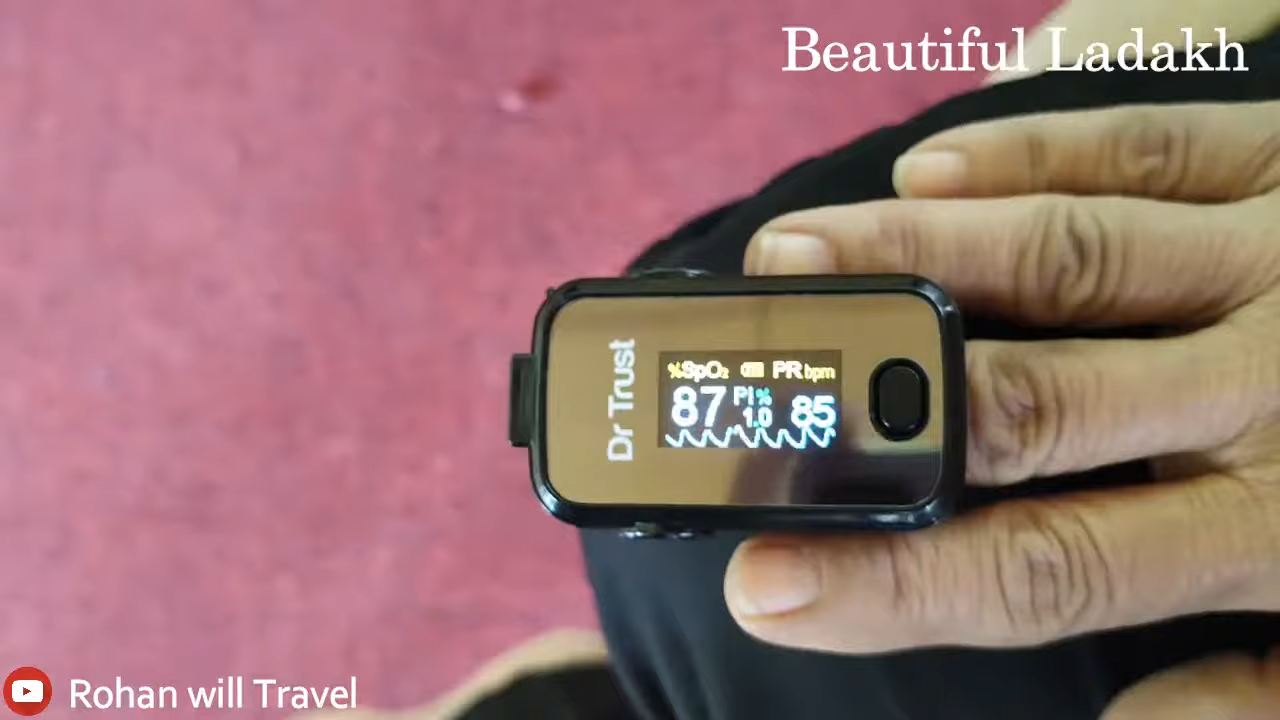 Beautiful Ladakh
Dr Trust
%SpO₂ PR bpm
87 PI% 85
1.0
Rohan will Travel